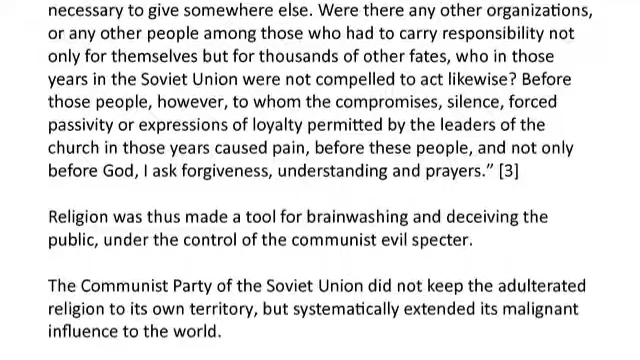 necessary to give somewhere else. Were there any other organizations,
or any other people among those who had to carry responsibility not
only for themselves but for thousands of other fates, who in those
years in the Soviet Union were not compelled to act likewise? Before
those people, however, to whom the compromises, silence, forced
passivity or expressions of loyalty permitted by the leaders of the
church in those years caused pain, before these people, and not only
before God, I ask forgiveness, understanding and prayers.” [3]
Religion was thus made a tool for brainwashing and deceiving the
public, under the control of the communist evil specter.
The Communist Party of the Soviet Union did not keep the adulterated
religion to its own territory, but systematically extended its malignant
influence to the world.